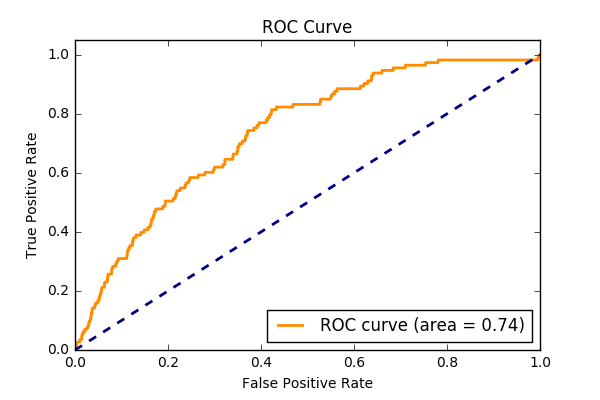 ROC Curve
1.0
0.8
0.6
0.4
0.2
0.0
True Positive Rate
ROC curve (area = 0.74)
0.0 0.2 0.4 0.6 0.8 1.0
False Positive Rate